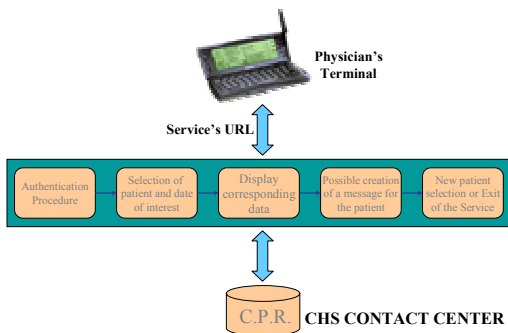 Physician's
Terminal
Service's URL
Authentication
Procedure
Selection of
patient and date
of interest
Display
corresponding
data
Possible creation
of a message for
the patient
New patient
selection or Exit
of the Service
C.P.R.
CHS CONTACT CENTER